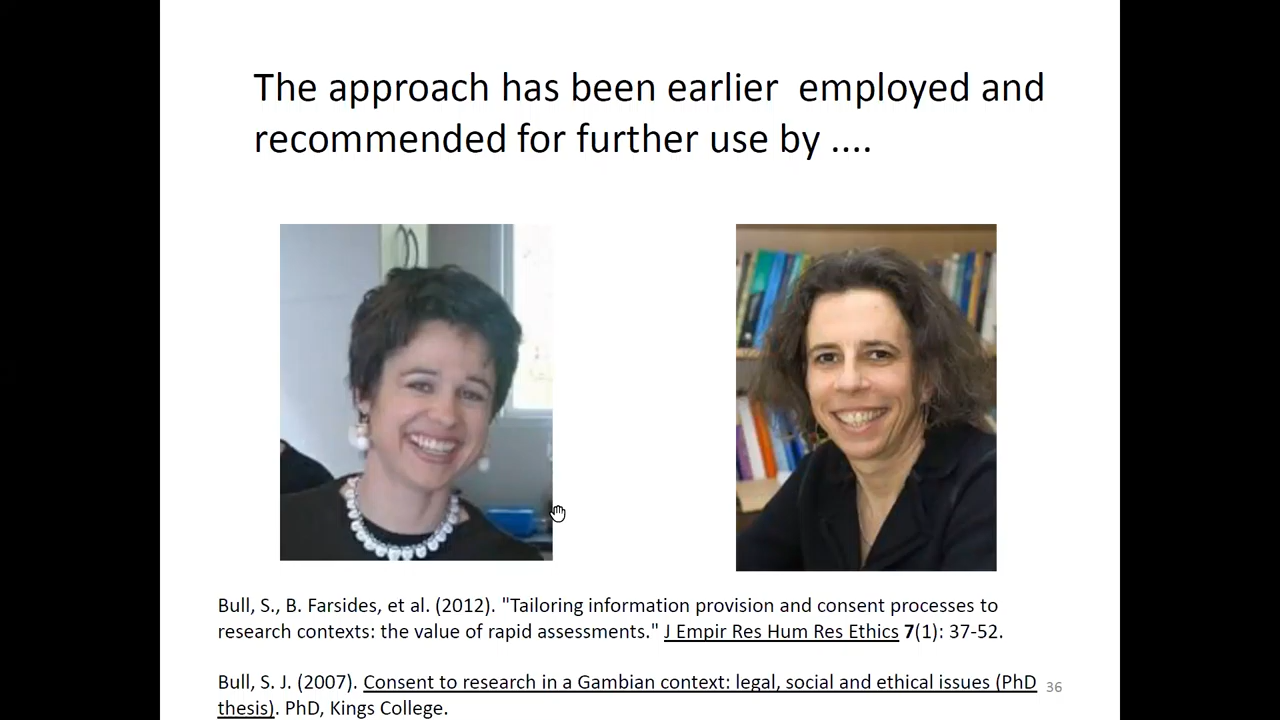 The approach has been earlier  employed and
recommended for further use by ....
Bull, S., B. Farsides, et al. (2012). "Tailoring information provision and consent processes to
research contexts: the value of rapid assessments." J Empir Res Hum Res Ethics 7(1): 37-52.
Bull, S. J. (2007). Consent to research in a Gambian context: legal, social and ethical issues (PhD
thesis). PhD, Kings College.
36